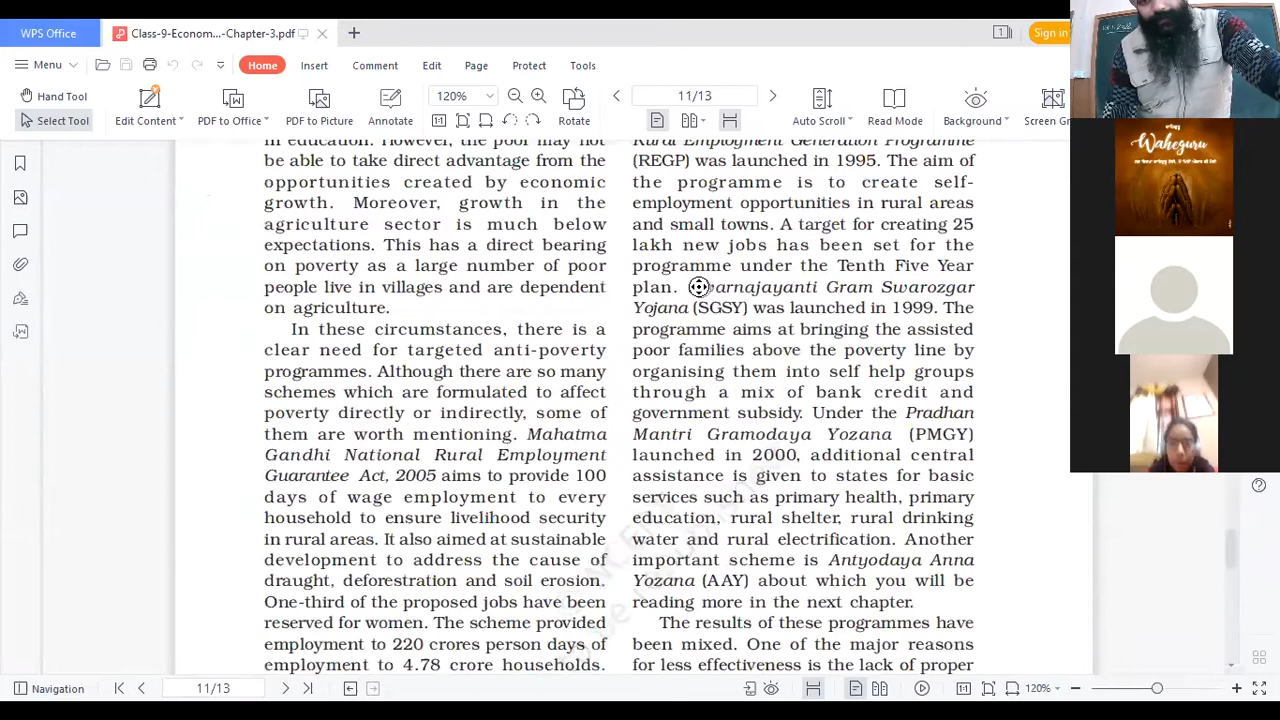 WPS Office
Class-9-Econom...-Chapter-3.pdf
Sign in
Menu
Home
Insert
Comment
Edit
Page
Protect
Tools
Hand Tool
Select Tool
Edit Content
PDF to Office
PDF to Picture
Annotate
120%
Rotate
11/13
Auto Scroll
Read Mode
Background
Screen Gr
in education. However, the poor may not
be able to take direct advantage from the
opportunities created by economic
growth. Moreover, growth in the
agriculture sector is much below
expectations. This has a direct bearing
on poverty as a large number of poor
people live in villages and are dependent
on agriculture.
In these circumstances, there is a
clear need for targeted anti-poverty
programmes. Although there are so many
schemes which are formulated to affect
poverty directly or indirectly, some of
them are worth mentioning. Mahatma
Gandhi National Rural Employment
Guarantee Act, 2005 aims to provide 100
days of wage employment to every
household to ensure livelihood security
in rural areas. It also aimed at sustainable
development to address the cause of
draught, deforestration and soil erosion.
One-third of the proposed jobs have been
reserved for women. The scheme provided
employment to 220 crores person days of
employment to 4.78 crore households.
Rural Employment Generation Programme
(REGP) was launched in 1995. The aim of
the programme is to create self-
employment opportunities in rural areas
and small towns. A target for creating 25
lakh new jobs has been set for the
programme under the Tenth Five Year
plan. arnajayanti Gram Swarozgar
Yojana (SGSY) was launched in 1999. The
programme aims at bringing the assisted
poor families above the poverty line by
organising them into self help groups
through a mix of bank credit and
government subsidy. Under the Pradhan
Mantri Gramodaya Yozana (PMGY)
launched in 2000, additional central
assistance is given to states for basic
services such as primary health, primary
education, rural shelter, rural drinking
water and rural electrification. Another
important scheme is Antyodaya Anna
Yozana (AAY) about which you will be
reading more in the next chapter.
The results of these programmes have
been mixed. One of the major reasons
for less effectiveness is the lack of proper
Waheguru
Navigation
11/13
120%